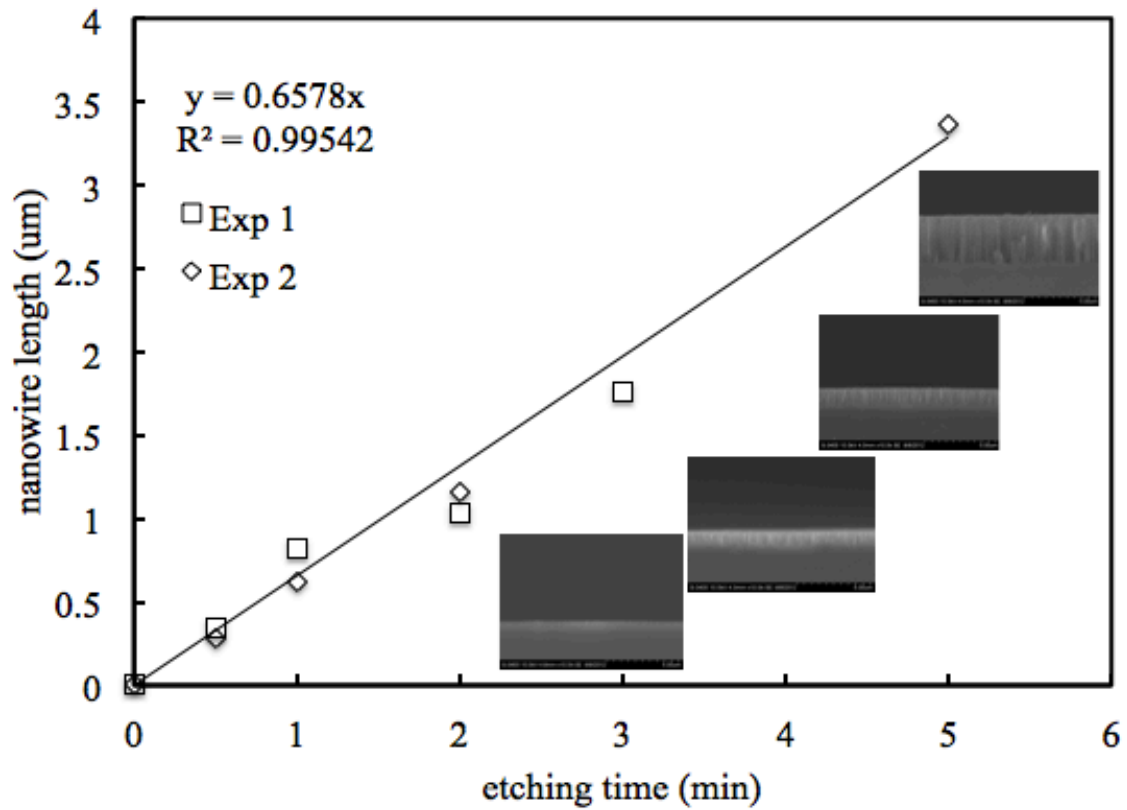 4
3.5
3
2.5
2
1.5
1
0.5
0
nanowire length (um)
y = 0.6578x
R² = 0.99542
Exp 1
Exp 2
0 1 2 3 4 5 6
etching time (min)